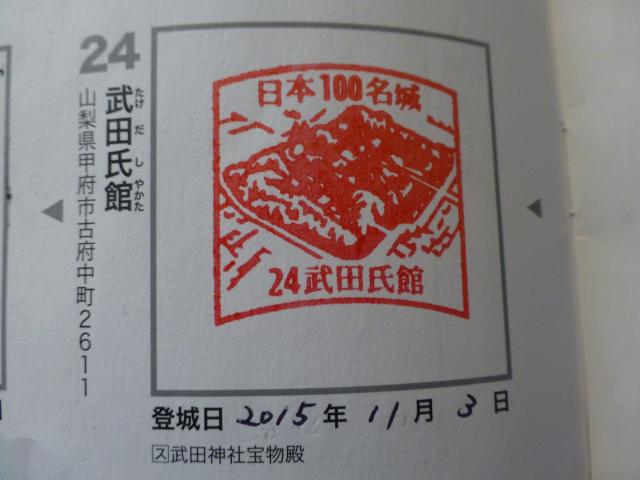 24
武田氏館
たけだしやかた
山梨県甲府市古府中町2611
日本100名城
24武田氏館
登城日 2015年 11月 3日
ス武田神社宝物殿